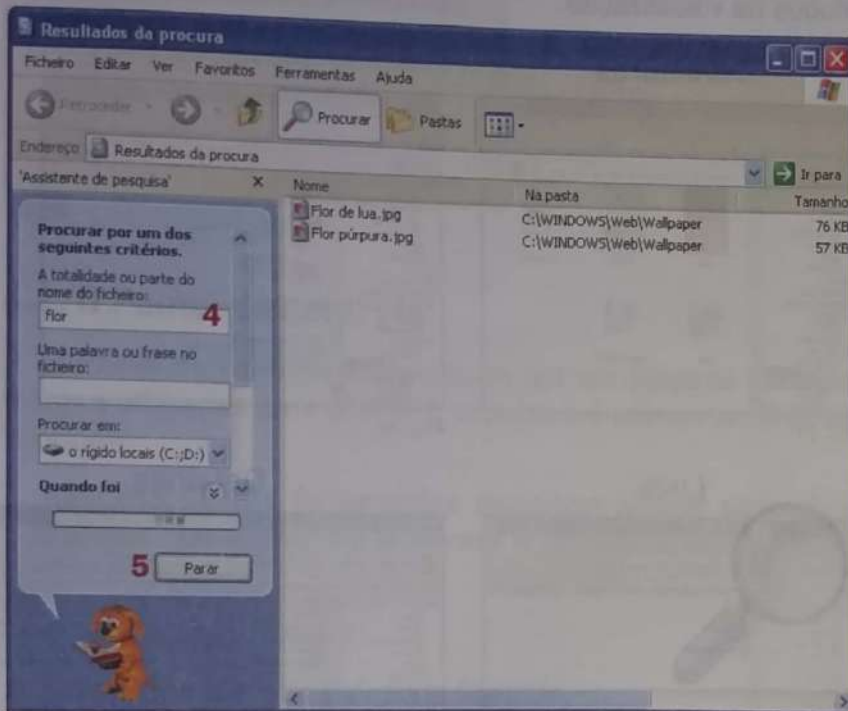 Resultados da procura
Ficheiro Editar Ver Favoritos Ferramentas Ajuda
Retroceder Procurar Pastas
Endereço Resultados da procura Ir para
'Assistente de pesquisa'
Procurar por um dos
seguintes critérios.
A totalidade ou parte do
nome do ficheiro:
flor 4
Uma palavra ou frase no
ficheiro:
Procurar em:
o rígido locais (C:;D:)
Quando foi
5 Parar
Nome Na pasta Tamanho
Flor de lua.jpg C:\WINDOWS\Web\Wallpaper 76 KB
Flor púrpura.jpg C:\WINDOWS\Web\Wallpaper 57 KB